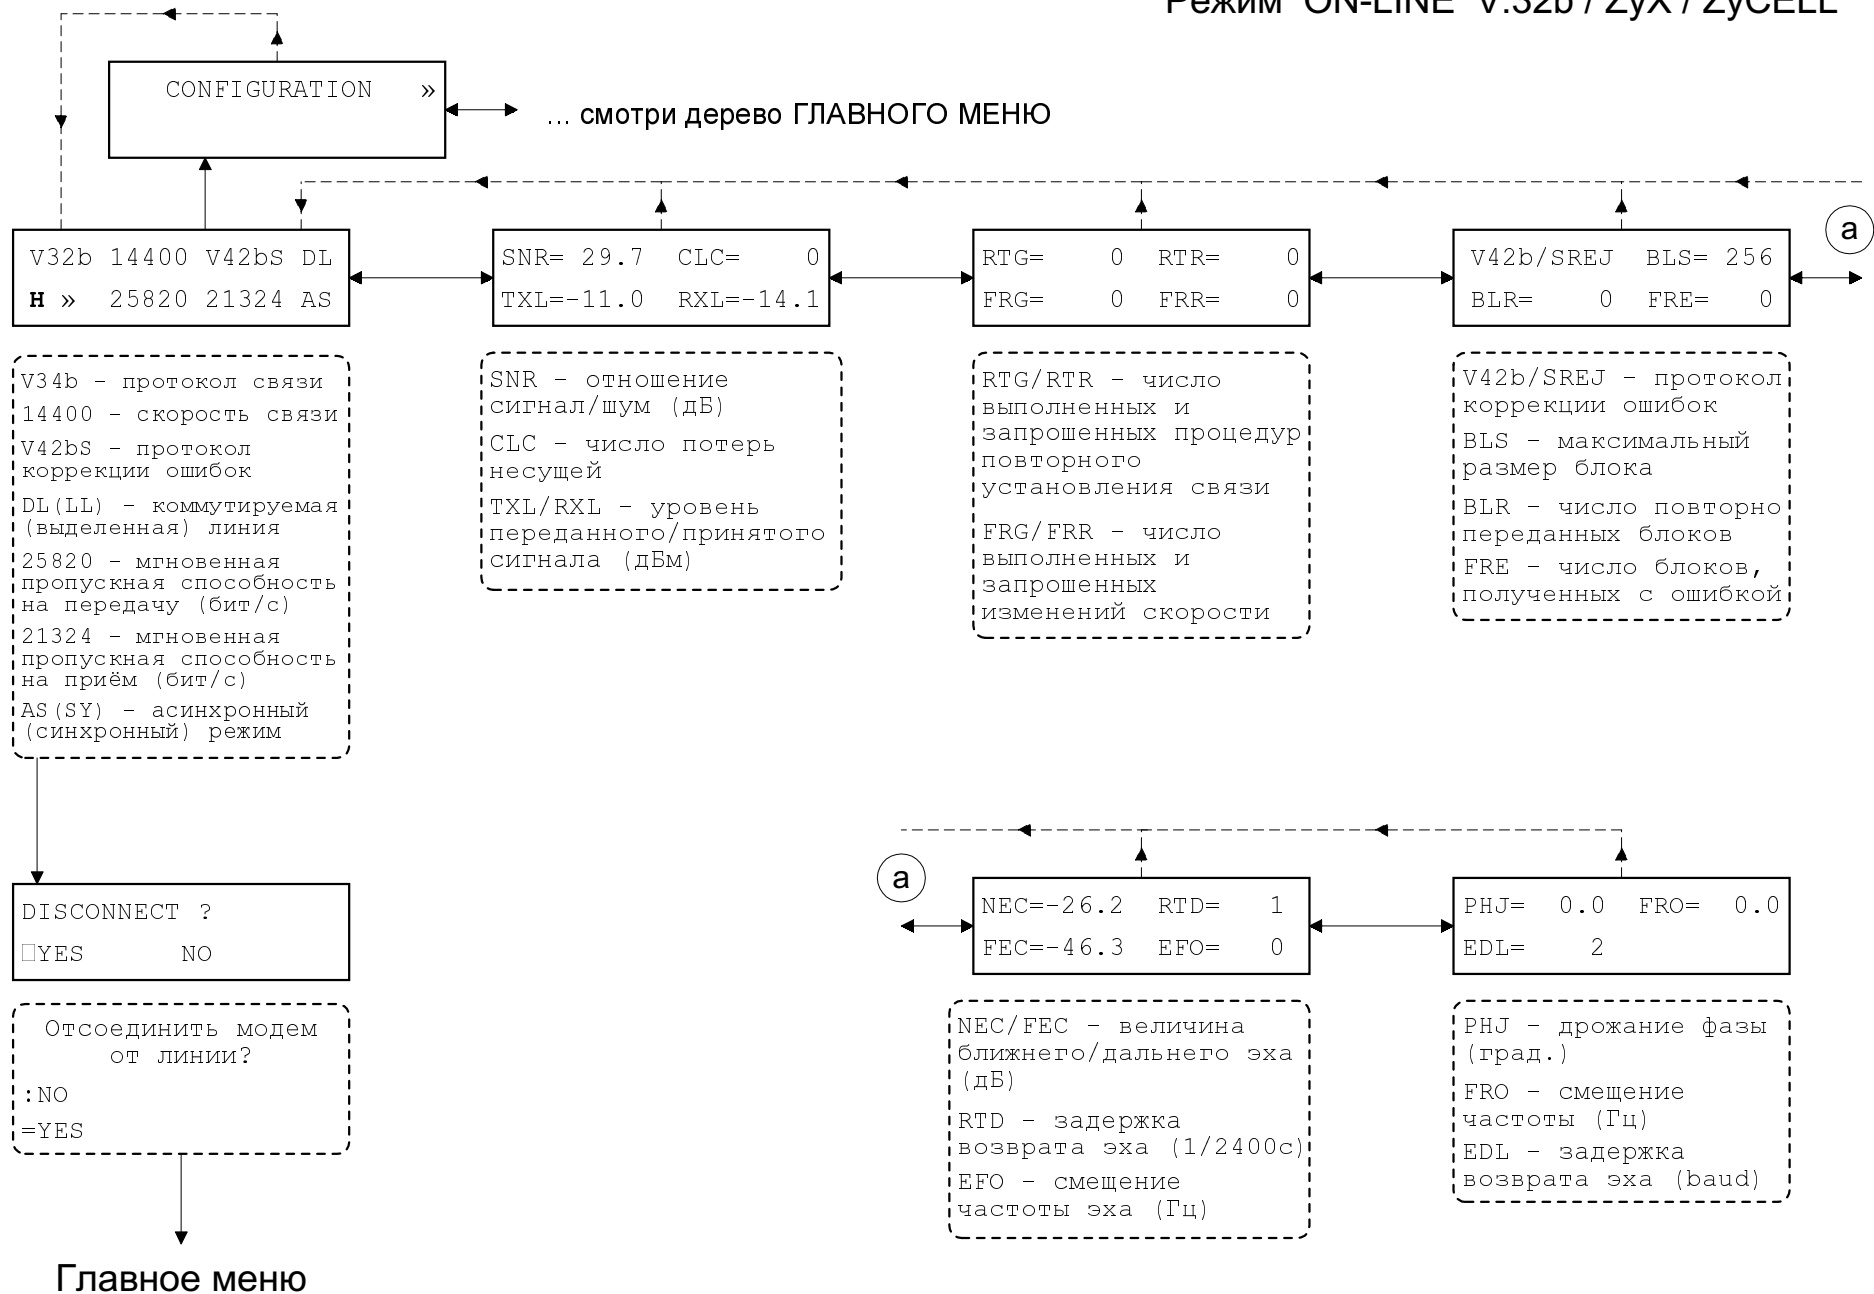 Режим ON-LINE V.32b / ZyX / ZyCELL
CONFIGURATION »
... смотри дерево ГЛАВНОГО МЕНЮ
V32b 14400 V42bS DL
H » 25820 21324 AS
SNR= 29.7 CLC= 0
TXL=-11.0 RXL=-14.1
RTG= 0 RTR= 0
FRG= 0 FRR= 0
V42b/SREJ BLS= 256
BLR= 0 FRE= 0
a
V34b - протокол связи
14400 - скорость связи
V42bS - протокол
коррекции ошибок
DL(LL) - коммутируемая
(выделенная) линия
25820 - мгновенная
пропускная способность
на передачу (бит/с)
21324 - мгновенная
пропускная способность
на приём (бит/с)
AS(SY) - асинхронный
(синхронный) режим
SNR - отношение
сигнал/шум (дБ)
CLC - число потерь
несущей
TXL/RXL - уровень
переданного/принятого
сигнала (дБм)
RTG/RTR - число
выполненных и
запрошенных процедур
повторного
установления связи
FRG/FRR - число
выполненных и
запрошенных
изменений скорости
V42b/SREJ - протокол
коррекции ошибок
BLS - максимальный
размер блока
BLR - число повторно
переданных блоков
FRE - число блоков,
полученных с ошибкой
DISCONNECT ?
□YES NO
Отсоединить модем
от линии?
:NO
=YES
Главное меню
a
NEC=-26.2 RTD= 1
FEC=-46.3 EFO= 0
PHJ= 0.0 FRO= 0.0
EDL= 2
NEC/FEC - величина
ближнего/дальнего эха
(дБ)
RTD - задержка
возврата эха (1/2400с)
EFO - смещение
частоты эха (Гц)
PHJ - дрожание фазы
(град.)
FRO - смещение
частоты (Гц)
EDL - задержка
возврата эха (baud)